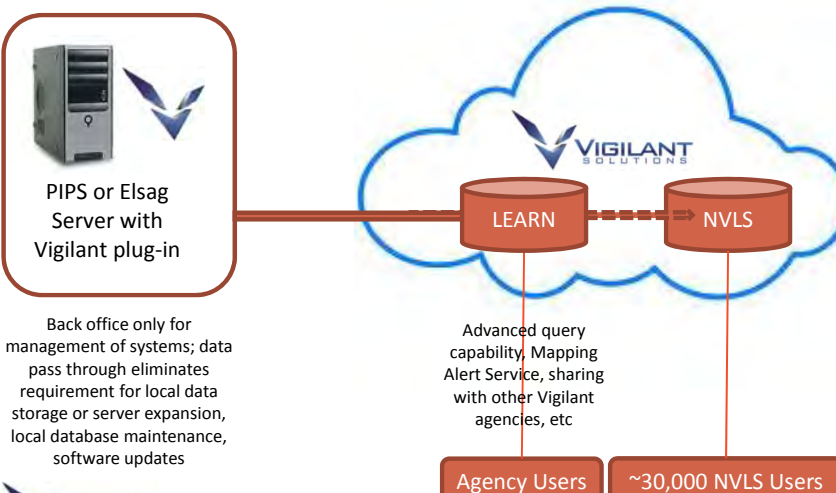 PIPS or Elsag
Server with
Vigilant plug-in
Back office only for
management of systems; data
pass through eliminates
requirement for local data
storage or server expansion,
local database maintenance,
software updates
VIGILANT
SOLUTIONS
LEARN
NVLS
Advanced query
capability, Mapping
Alert Service, sharing
with other Vigilant
agencies, etc
Agency Users
~30,000 NVLS Users